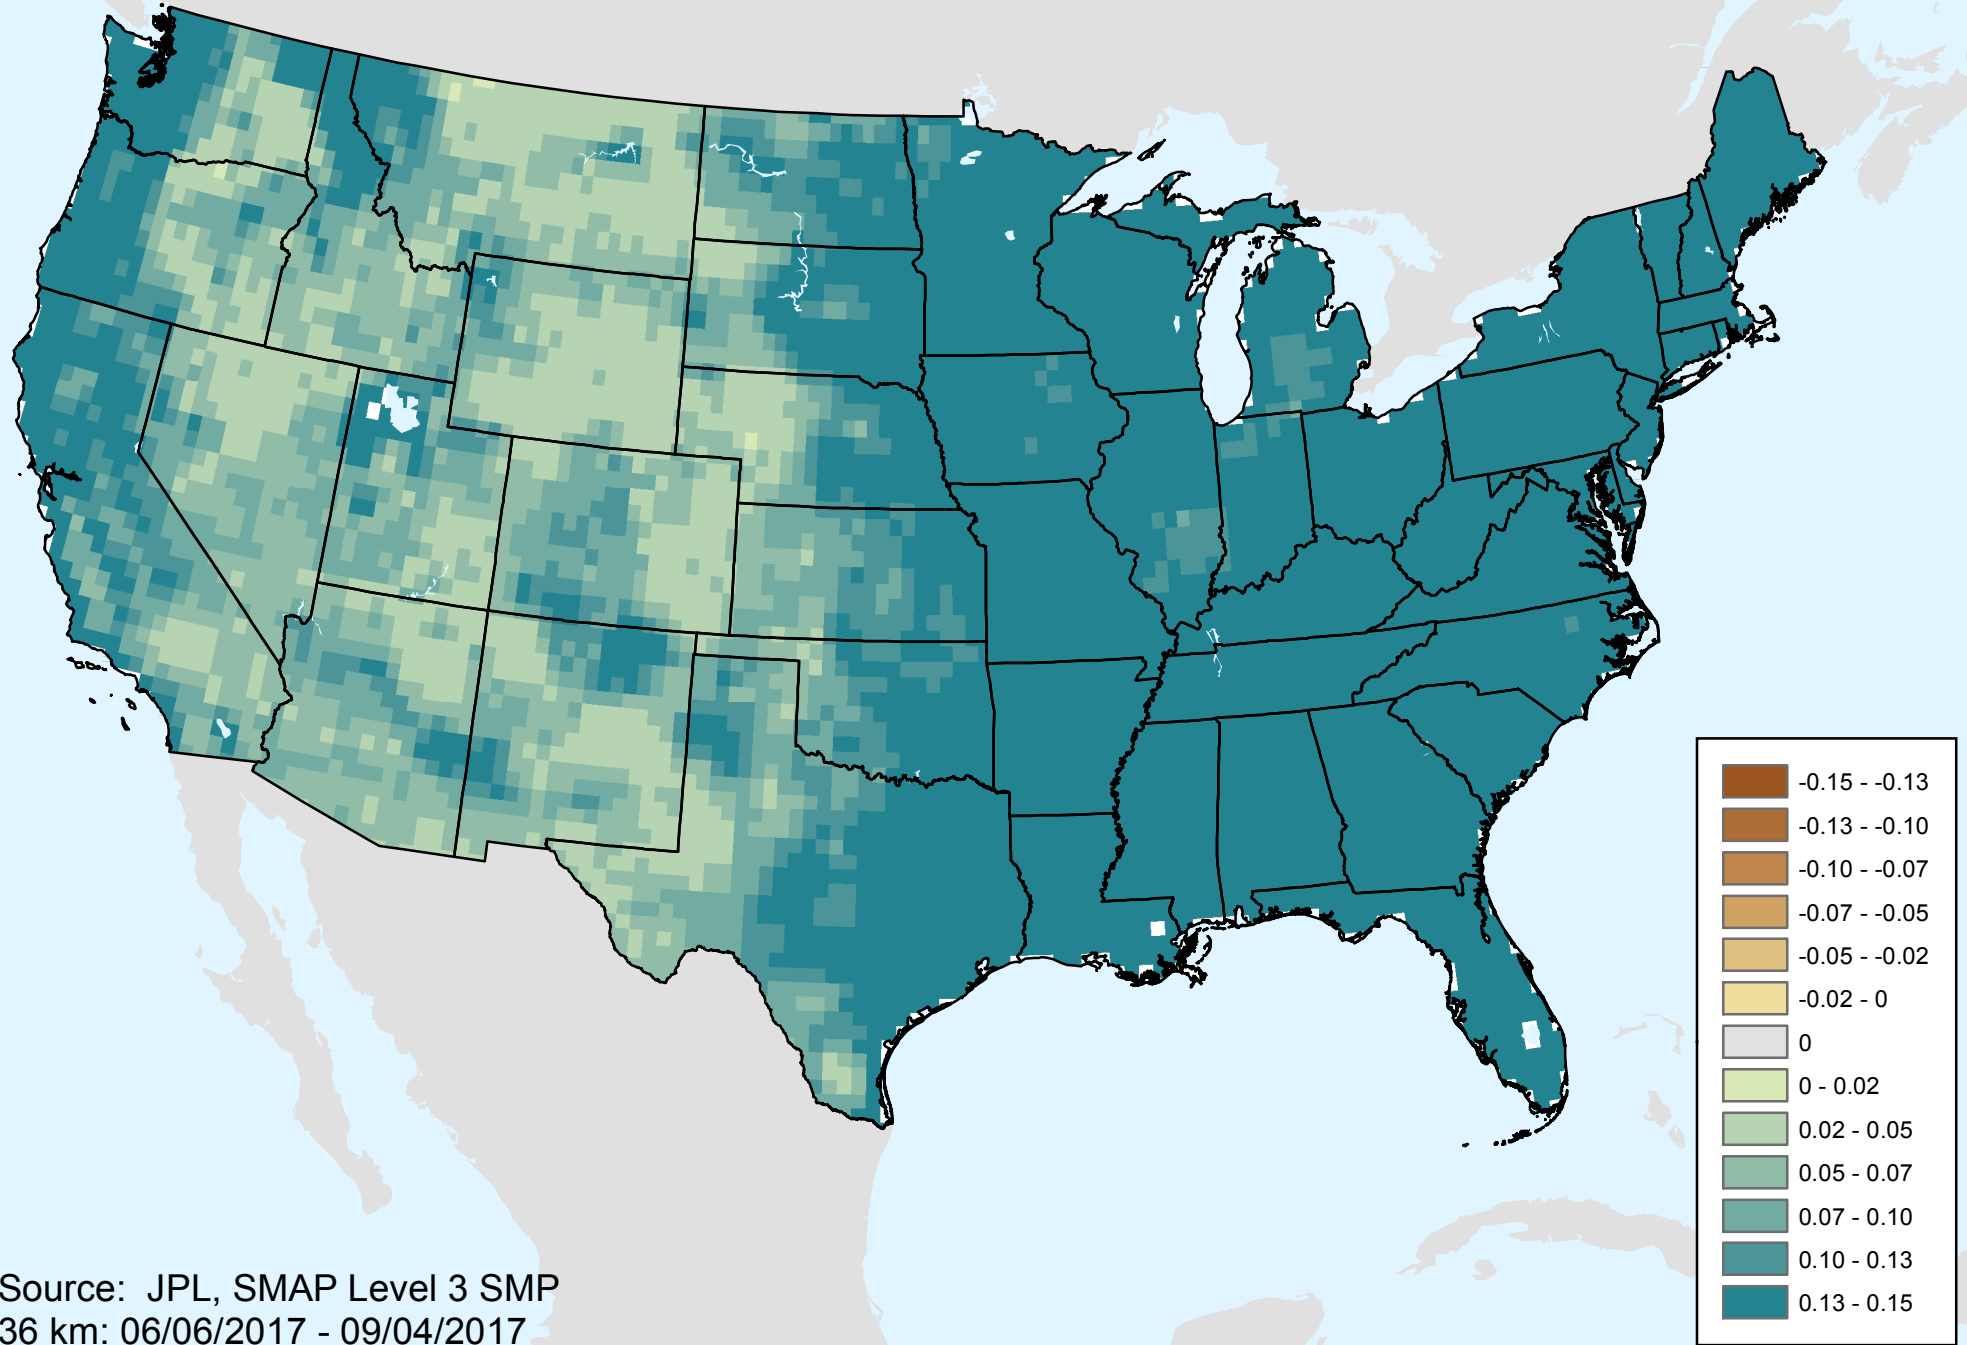 -0.15 - -0.13
-0.13 - -0.10
-0.10 - -0.07
-0.07 - -0.05
-0.05 - -0.02
-0.02 - 0
0
0 - 0.02
0.02 - 0.05
0.05 - 0.07
0.07 - 0.10
0.10 - 0.13
0.13 - 0.15
Source:  JPL, SMAP Level 3 SMP
36 km: 06/06/2017 - 09/04/2017